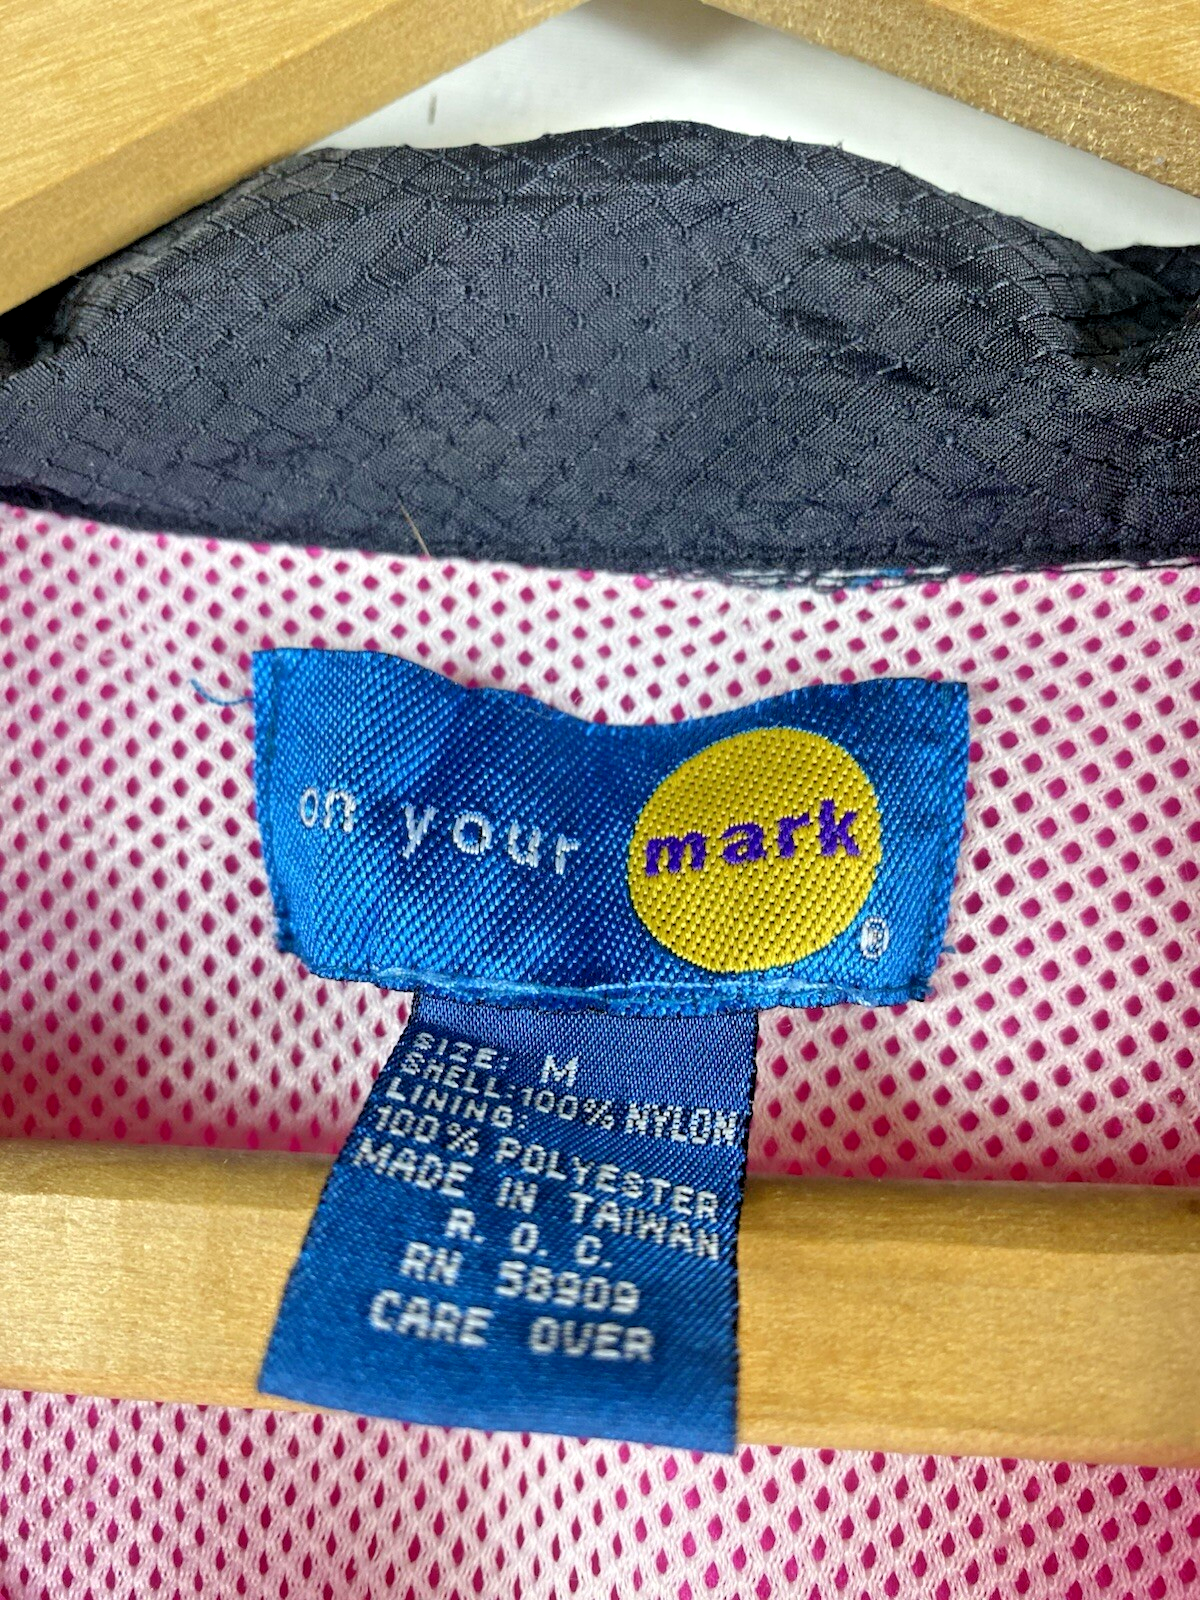 on your mark ®
SIZE: M
SHELL: 100% NYLON
LINING:
100% POLYESTER
MADE IN TAIWAN
R. O. C.
RN 58909
CARE OVER